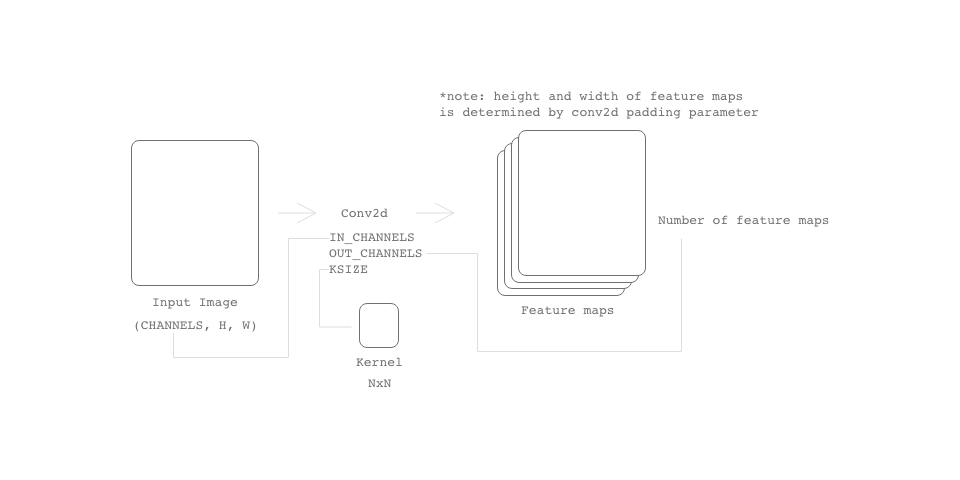 *note: height and width of feature maps
is determined by conv2d padding parameter
Conv2d
Number of feature maps
IN_CHANNELS
OUT_CHANNELS
KSIZE
Input Image
(CHANNELS, H, W)
Feature maps
Kernel
NxN